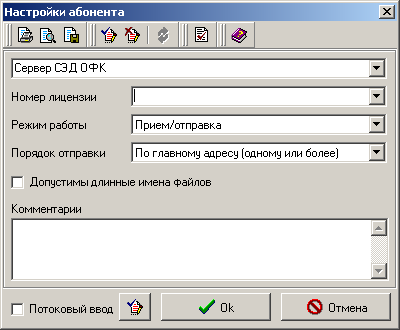 Настройки абонента
Сервер СЭД ОФК
Номер лицензии
Режим работы Прием/отправка
Порядок отправки По главному адресу (одному или более)
Допустимы длинные имена файлов
Комментарии
Потоковый ввод Ok Отмена